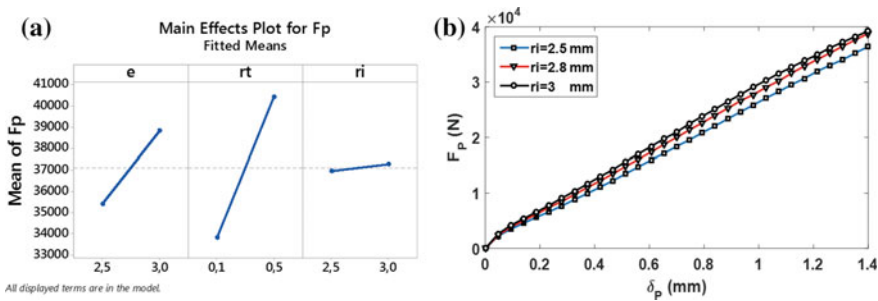 (a)
Main Effects Plot for Fp
Fitted Means
e rt ri
Mean of Fp
41000
40000
39000
38000
37000
36000
35000
34000
33000
2,5 3,0 0,1 0,5 2,5 3,0
All displayed terms are in the model.
(b)
×10⁴
F_P (N)
4
3
2
1
0
ri=2.5 mm
ri=2.8 mm
ri=3 mm
0 0.2 0.4 0.6 0.8 1 1.2 1.4
δ_P (mm)